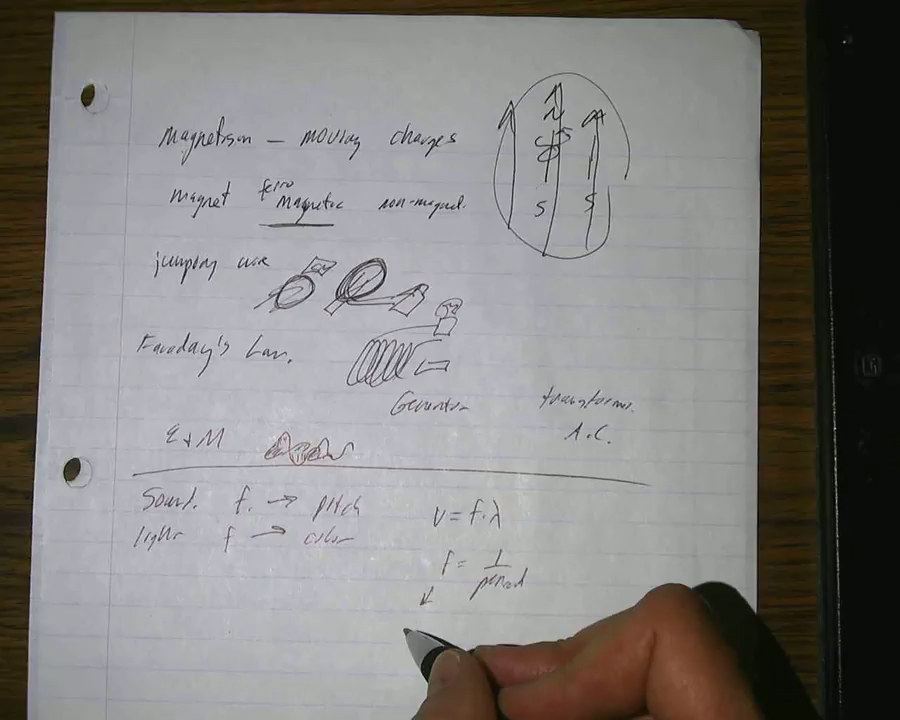 Magnetism — moving charges
N
S
S
S S
magnet ferro magnetic non-magnet.
jumping wire
Faraday's Law.
Generator transformer.
A.C.
E + M
Sound. f. → pitch v = f·λ
light f → color
f = 1/period